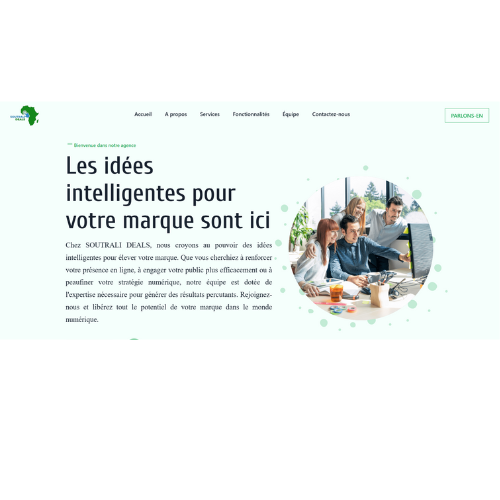 SOUTRALI
DEALS
Accueil A propos Services Fonctionnalités Équipe Contactez-nous
PARLONS-EN
Bienvenue dans notre agence
Les idées
intelligentes pour
votre marque sont ici
Chez SOUTRALI DEALS, nous croyons au pouvoir des idées
intelligentes pour élever votre marque. Que vous cherchiez à renforcer
votre présence en ligne, à engager votre public plus efficacement ou à
peaufiner votre stratégie numérique, notre équipe est dotée de
l'expertise nécessaire pour générer des résultats percutants. Rejoignez-
nous et libérez tout le potentiel de votre marque dans le monde
numérique.